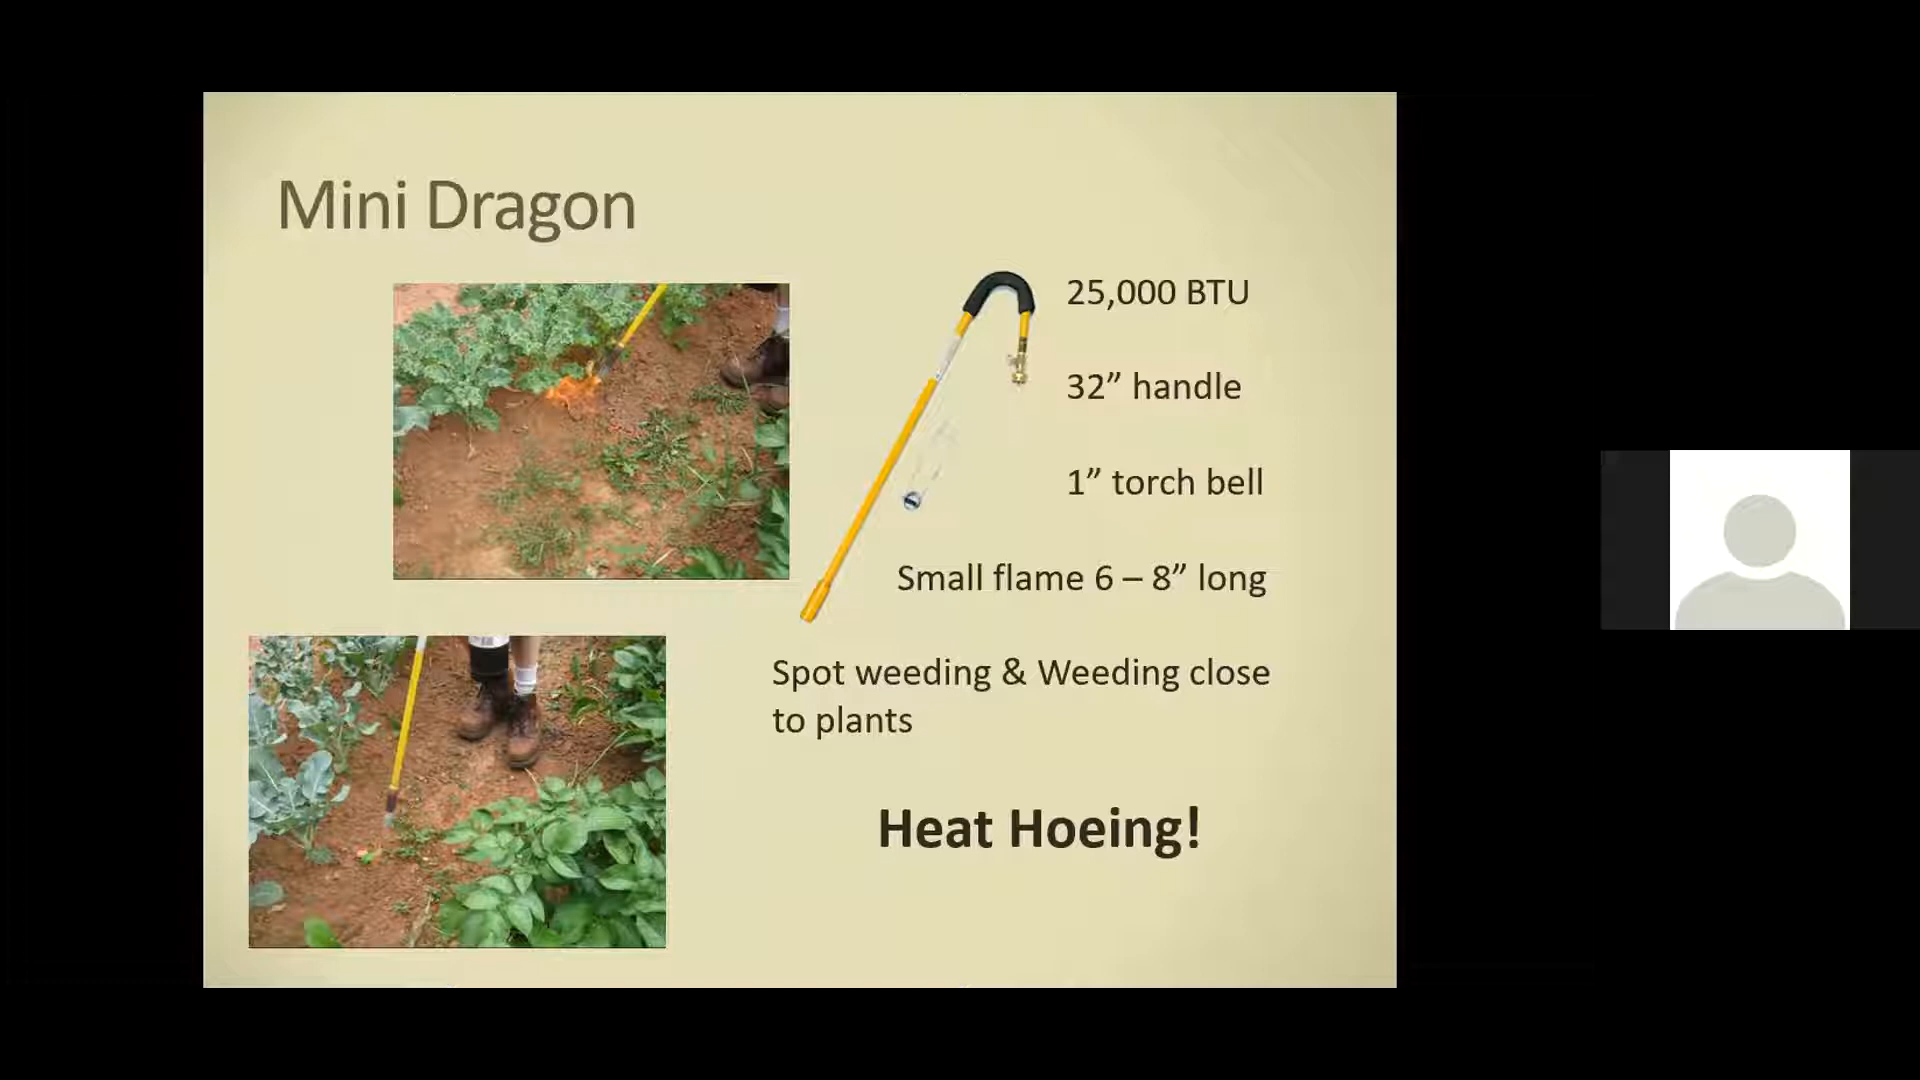 Mini Dragon
25,000 BTU
32” handle
1” torch bell
Small flame 6 – 8” long
Spot weeding & Weeding close
to plants
Heat Hoeing!